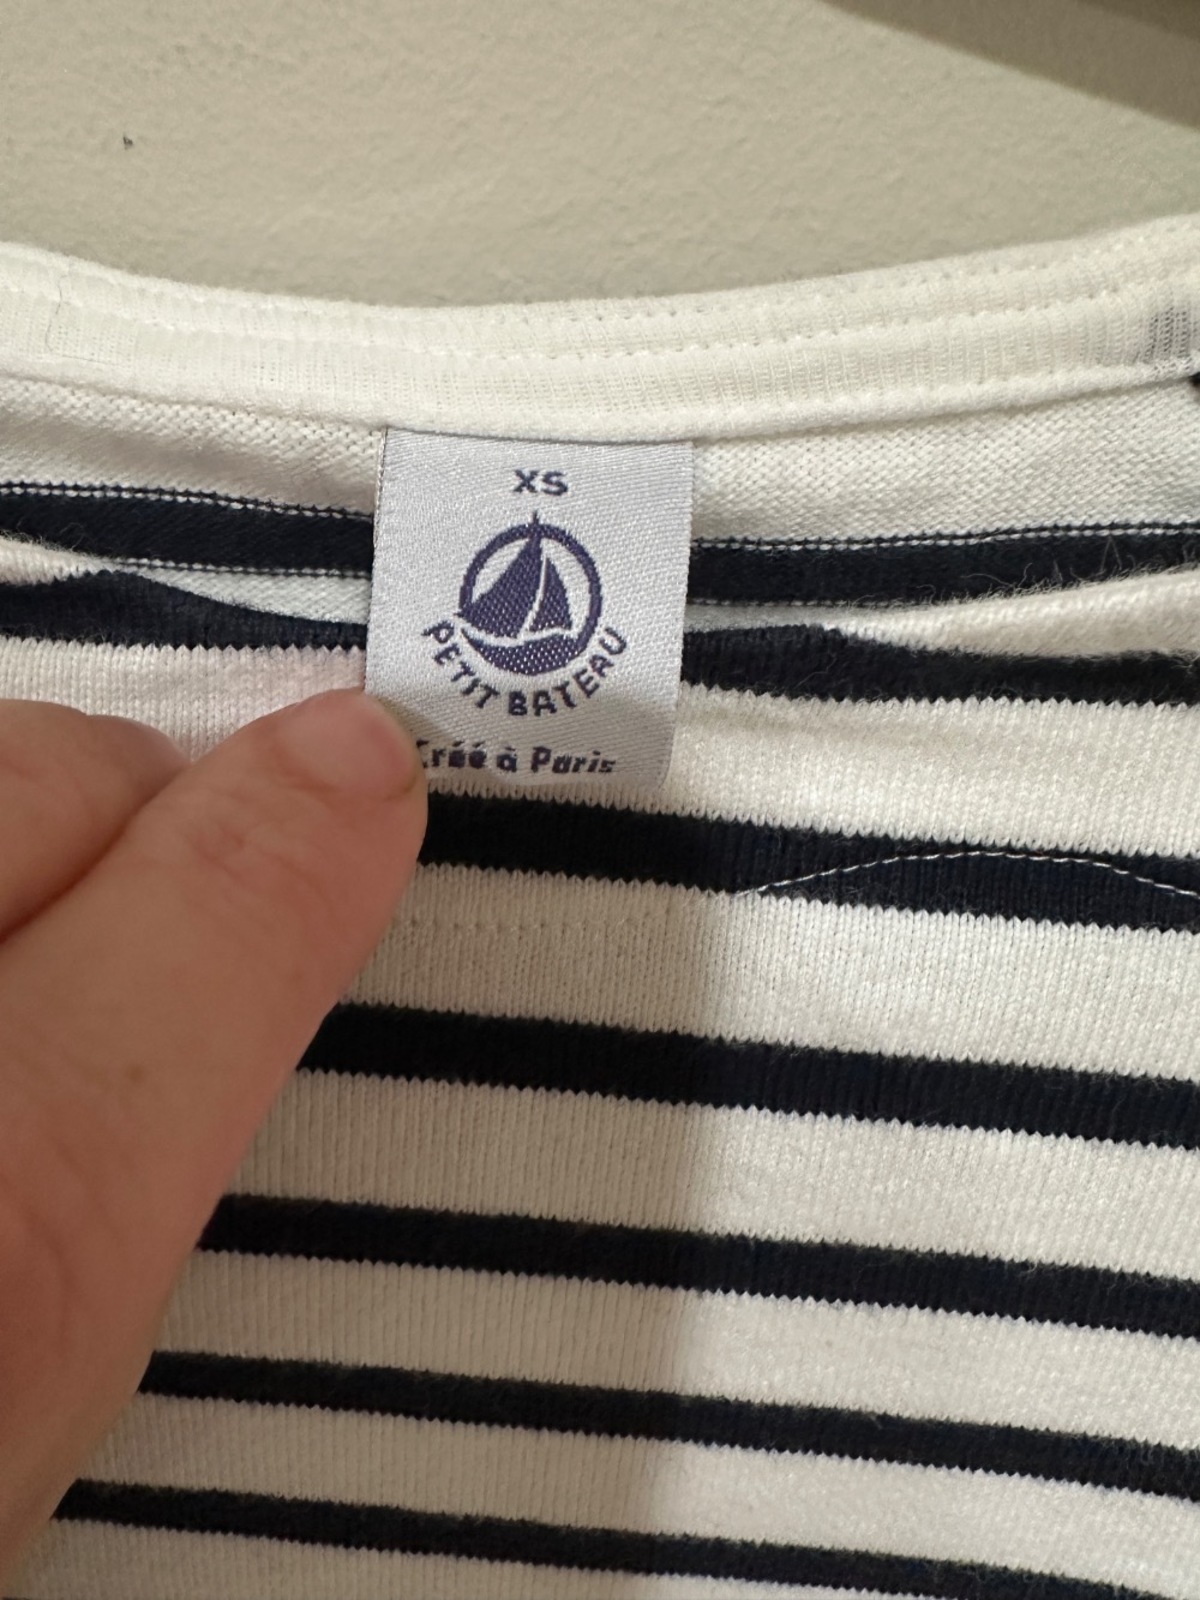 XS
PETIT BATEAU
Créé à Paris